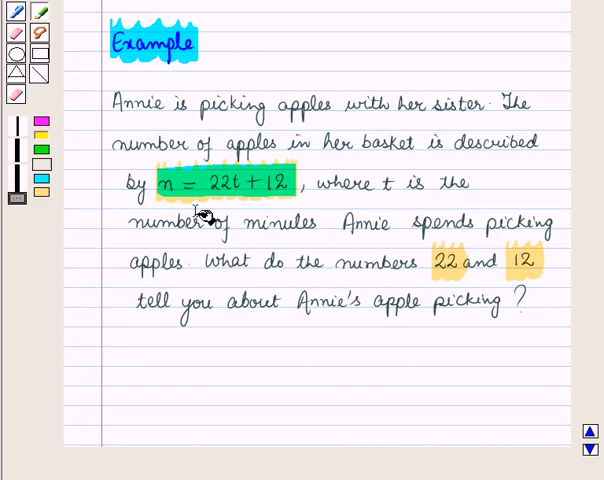 Example
Annie is picking apples with her sister. The
number of apples in her basket is described
by n = 22t + 12 , where t is the
number of minutes Annie spends picking
apples. What do the numbers 22 and 12
tell you about Annie's apple picking ?